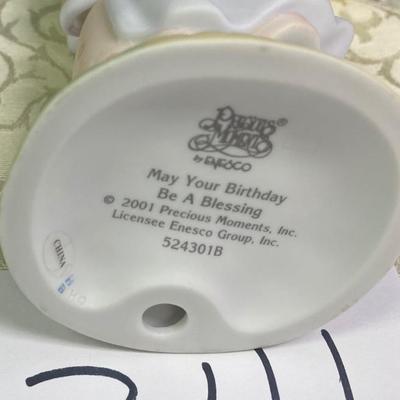 Precious Moments®
by ENESCO
May Your Birthday
Be A Blessing
© 2001 Precious Moments, Inc.
Licensee Enesco Group, Inc.
524301B
CHINA